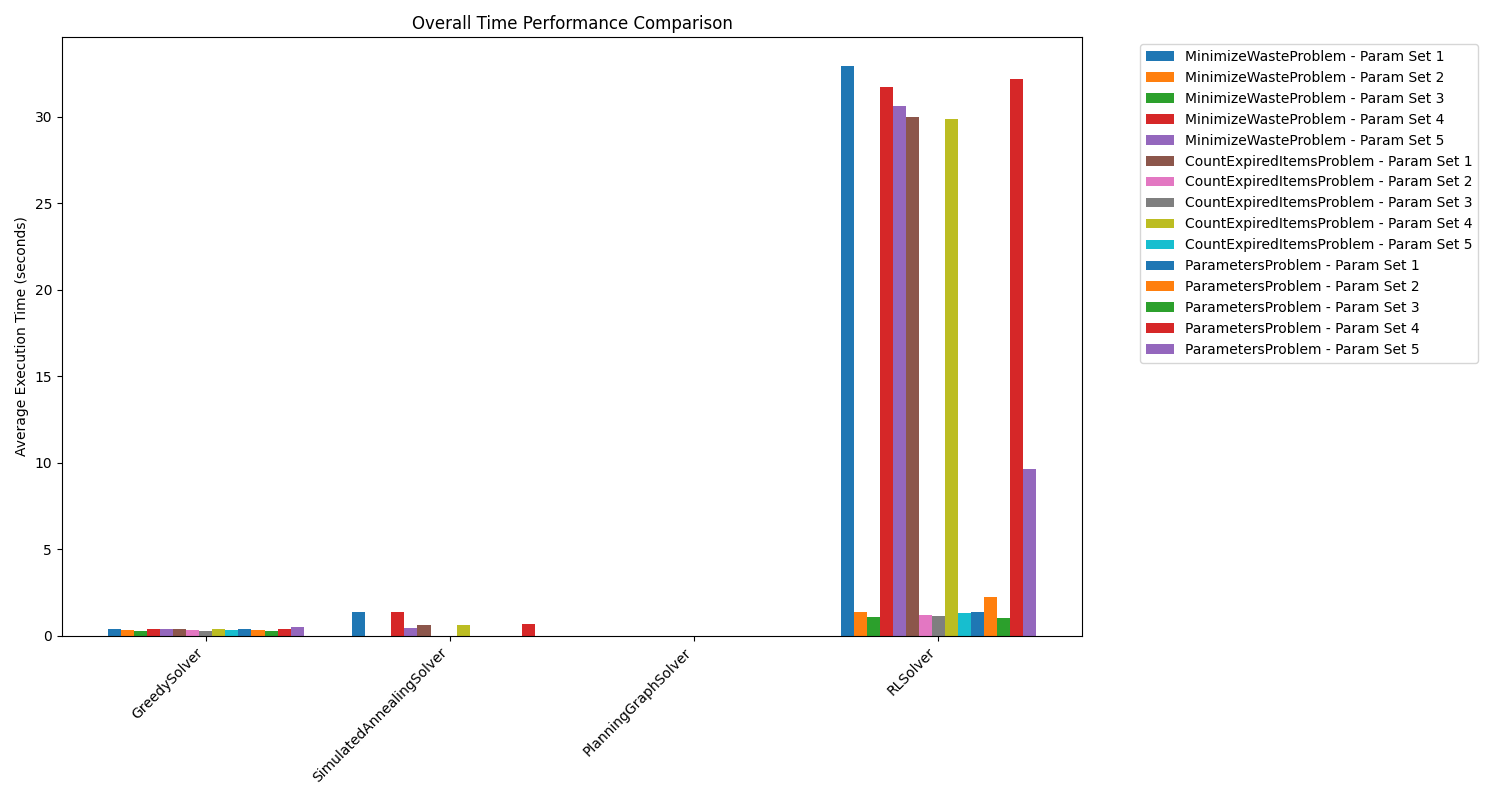 Overall Time Performance Comparison
Average Execution Time (seconds)
30
25
20
15
10
5
0
GreedySolver
SimulatedAnnealingSolver
PlanningGraphSolver
RLSolver
MinimizeWasteProblem - Param Set 1
MinimizeWasteProblem - Param Set 2
MinimizeWasteProblem - Param Set 3
MinimizeWasteProblem - Param Set 4
MinimizeWasteProblem - Param Set 5
CountExpiredItemsProblem - Param Set 1
CountExpiredItemsProblem - Param Set 2
CountExpiredItemsProblem - Param Set 3
CountExpiredItemsProblem - Param Set 4
CountExpiredItemsProblem - Param Set 5
ParametersProblem - Param Set 1
ParametersProblem - Param Set 2
ParametersProblem - Param Set 3
ParametersProblem - Param Set 4
ParametersProblem - Param Set 5